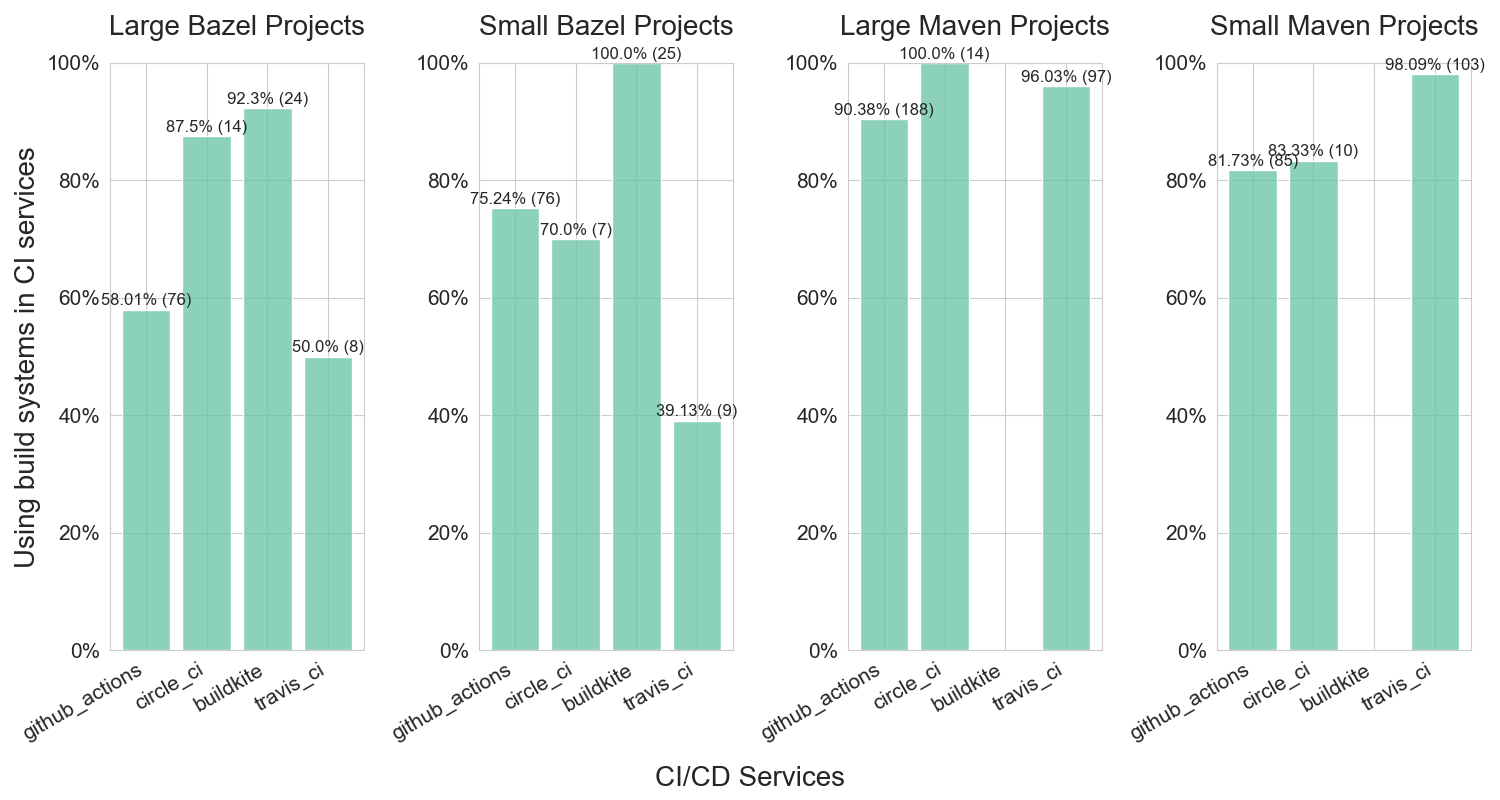 Large Bazel Projects
Small Bazel Projects
Large Maven Projects
Small Maven Projects
Using build systems in CI services
100%
80%
60%
40%
20%
0%
58.01% (76)
87.5% (14)
92.3% (24)
50.0% (8)
github_actions
circle_ci
buildkite
travis_ci
100%
80%
60%
40%
20%
0%
75.24% (76)
70.0% (7)
100.0% (25)
39.13% (9)
github_actions
circle_ci
buildkite
travis_ci
100%
80%
60%
40%
20%
0%
90.38% (188)
100.0% (14)
96.03% (97)
github_actions
circle_ci
buildkite
travis_ci
100%
80%
60%
40%
20%
0%
81.73% (85)
83.33% (10)
98.09% (103)
github_actions
circle_ci
buildkite
travis_ci
CI/CD Services